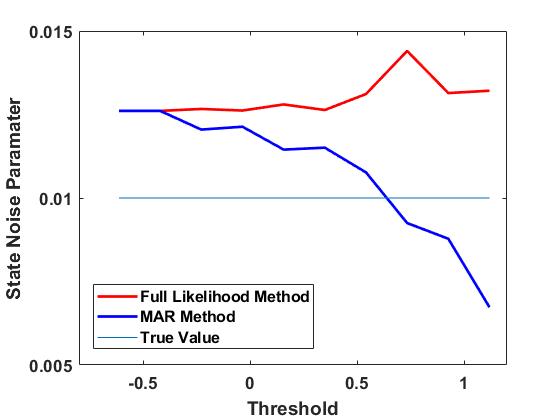 0.015
0.01
0.005
State Noise Paramater
Full Likelihood Method
MAR Method
True Value
-0.5
0
0.5
1
Threshold